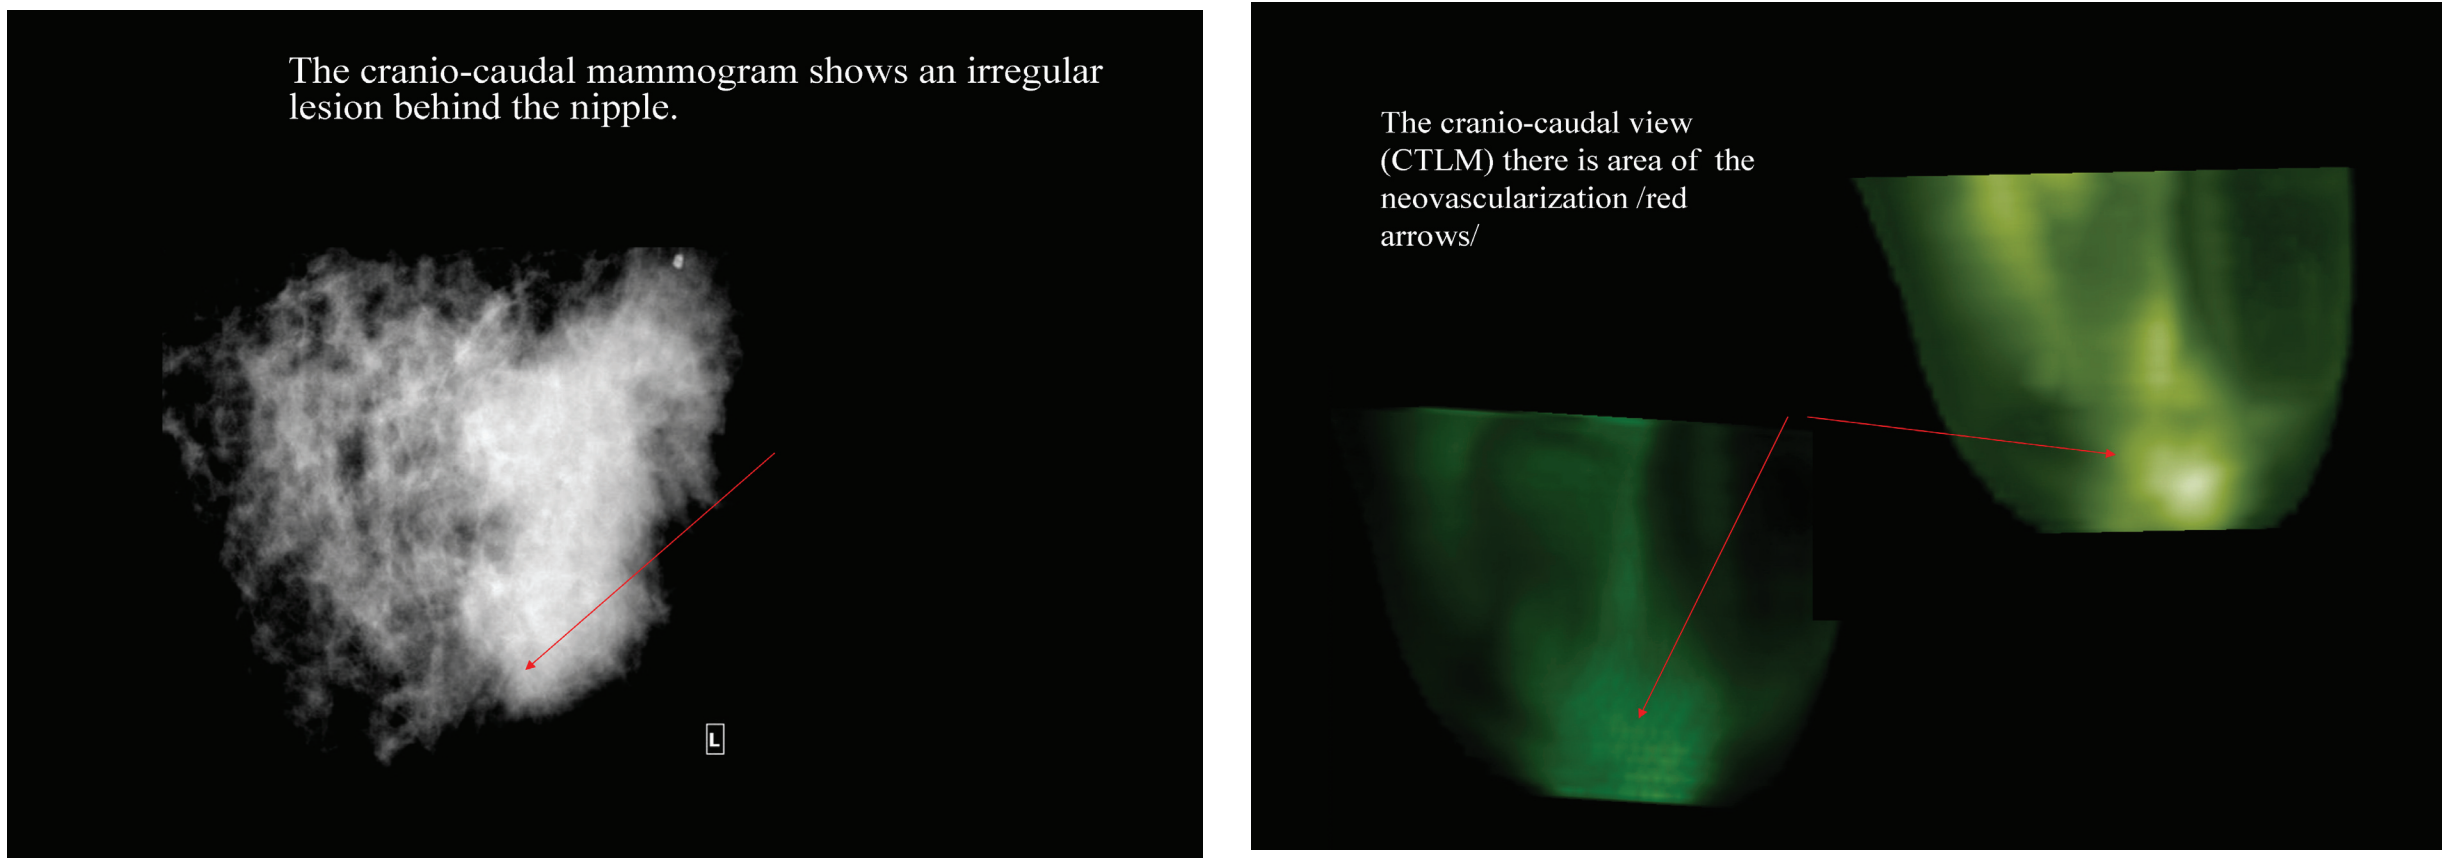 The cranio-caudal mammogram shows an irregular
lesion behind the nipple.
L
The cranio-caudal view
(CTLM) there is area of  the
neovascularization /red
arrows/